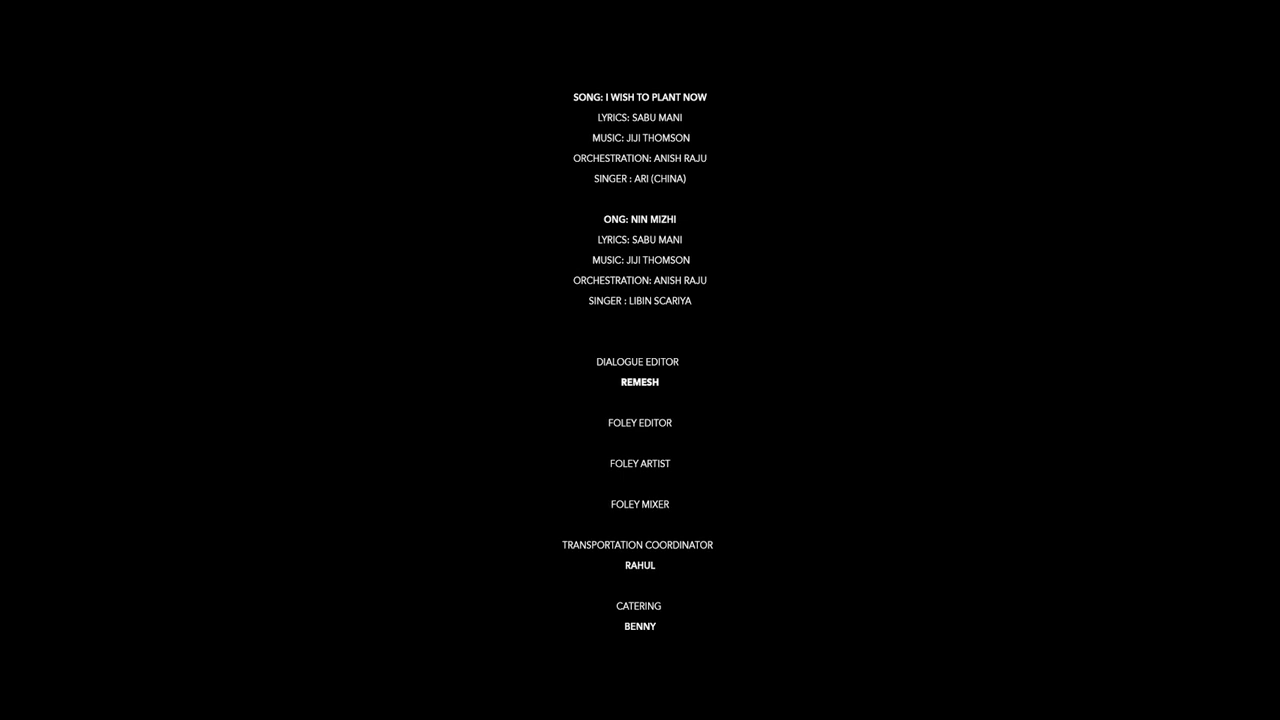 SONG: I WISH TO PLANT NOW
LYRICS: SABU MANI
MUSIC: JIJI THOMSON
ORCHESTRATION: ANISH RAJU
SINGER : ARI (CHINA)
ONG: NIN MIZHI
LYRICS: SABU MANI
MUSIC: JIJI THOMSON
ORCHESTRATION: ANISH RAJU
SINGER : LIBIN SCARIYA
DIALOGUE EDITOR
REMESH
FOLEY EDITOR
FOLEY ARTIST
FOLEY MIXER
TRANSPORTATION COORDINATOR
RAHUL
CATERING
BENNY